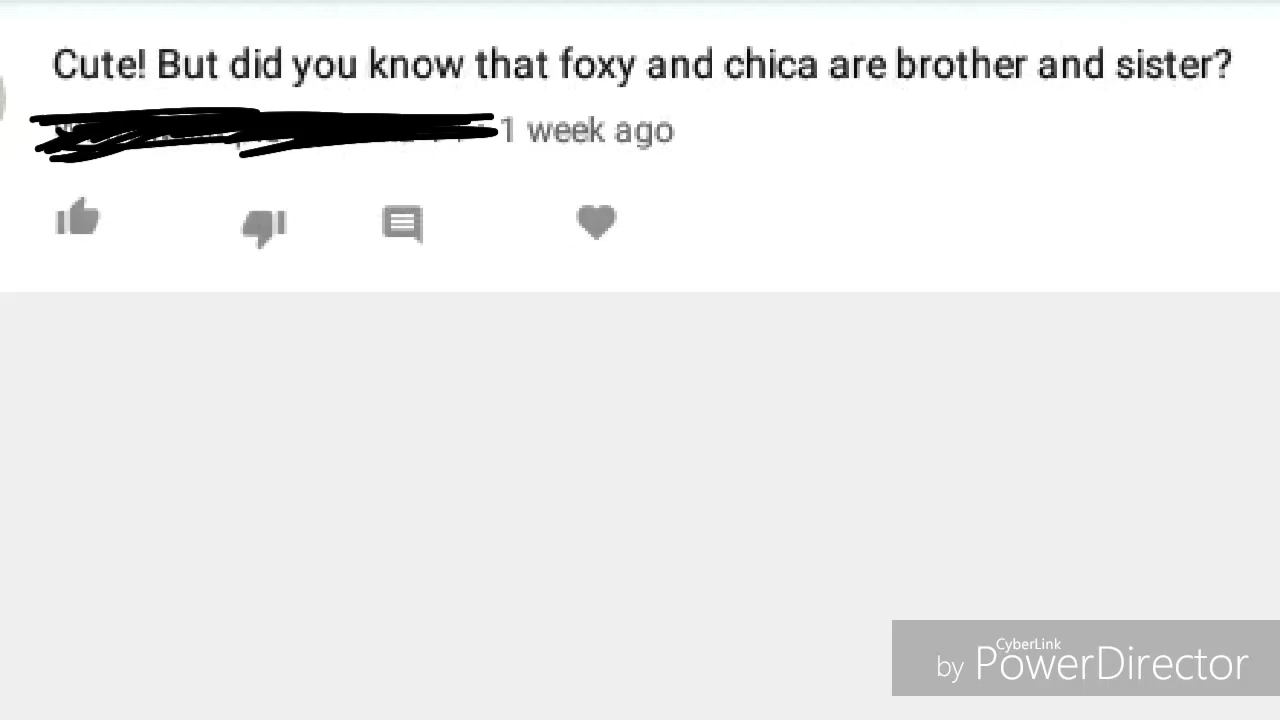 Cute! But did you know that foxy and chica are brother and sister?
1 week ago
CyberLink
by PowerDirector